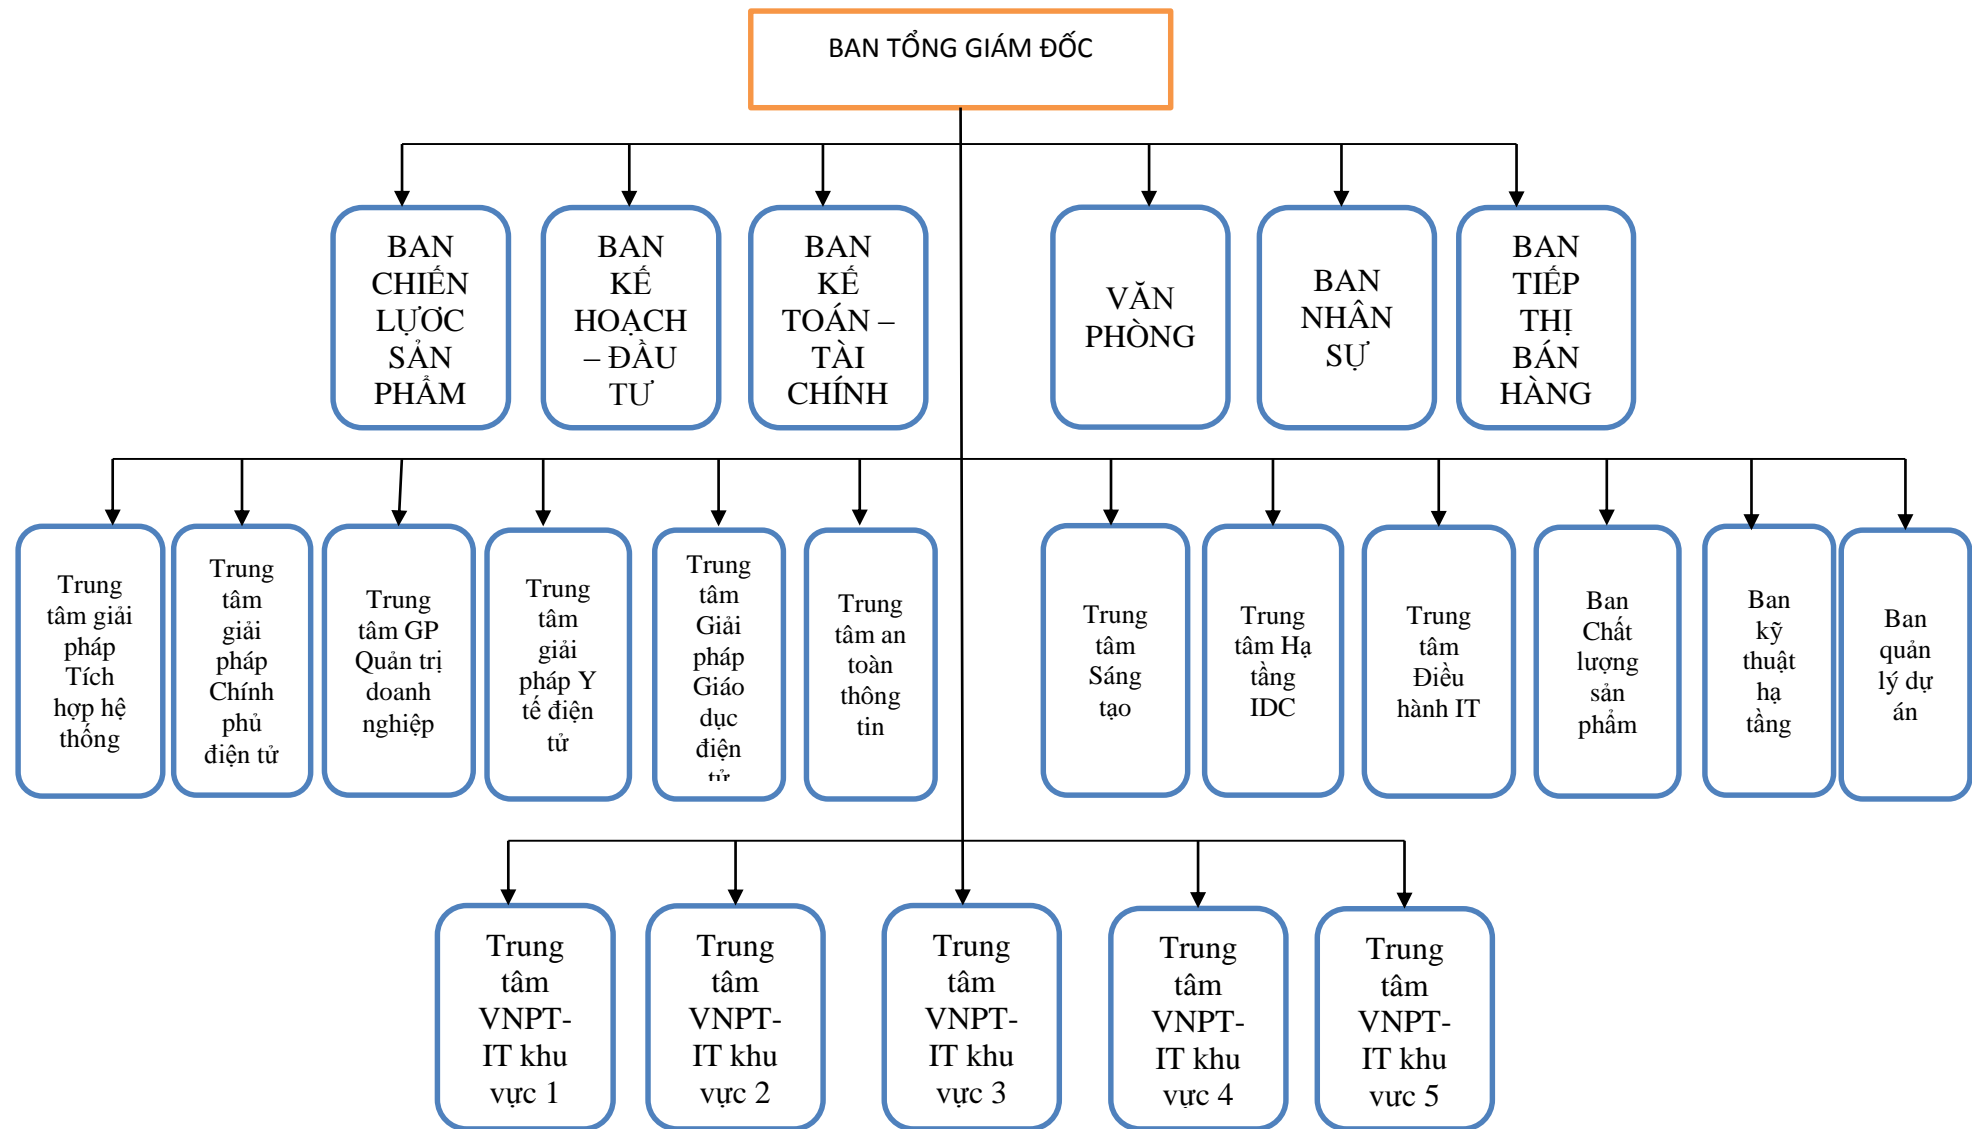 BAN TỔNG GIÁM ĐỐC
BAN
CHIẾN
LƯỢC
SẢN
PHẨM
BAN
KẾ
HOẠCH
– ĐẦU
TƯ
BAN
KẾ
TOÁN –
TÀI
CHÍNH
VĂN
PHÒNG
BAN
NHÂN
SỰ
BAN
TIẾP
THỊ
BÁN
HÀNG
Trung
tâm giải
pháp
Tích
hợp hệ
thống
Trung
tâm
giải
pháp
Chính
phủ
điện tử
Trung
tâm GP
Quản trị
doanh
nghiệp
Trung
tâm
giải
pháp Y
tế điện
tử
Trung
tâm
Giải
pháp
Giáo
dục
điện
tử
Trung
tâm an
toàn
thông
tin
Trung
tâm
Sáng
tạo
Trung
tâm Hạ
tầng
IDC
Trung
tâm
Điều
hành IT
Ban
Chất
lượng
sản
phẩm
Ban
kỹ
thuật
hạ
tầng
Ban
quản
lý dự
án
Trung
tâm
VNPT-
IT khu
vực 1
Trung
tâm
VNPT-
IT khu
vực 2
Trung
tâm
VNPT-
IT khu
vực 3
Trung
tâm
VNPT-
IT khu
vực 4
Trung
tâm
VNPT-
IT khu
vực 5